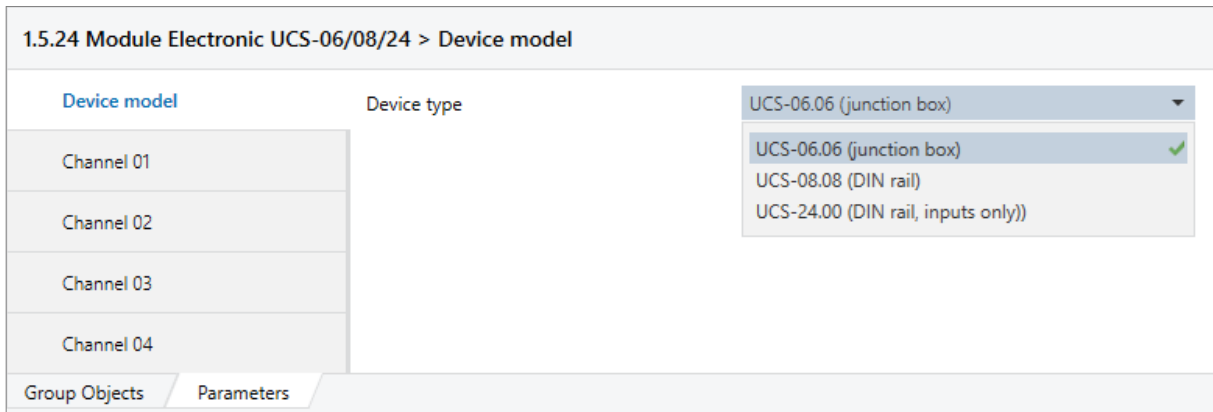 1.5.24 Module Electronic UCS-06/08/24 > Device model
Device model
Device type
UCS-06.06 (junction box)
UCS-06.06 (junction box)
UCS-08.08 (DIN rail)
UCS-24.00 (DIN rail, inputs only))
Channel 01
Channel 02
Channel 03
Channel 04
Group Objects
Parameters